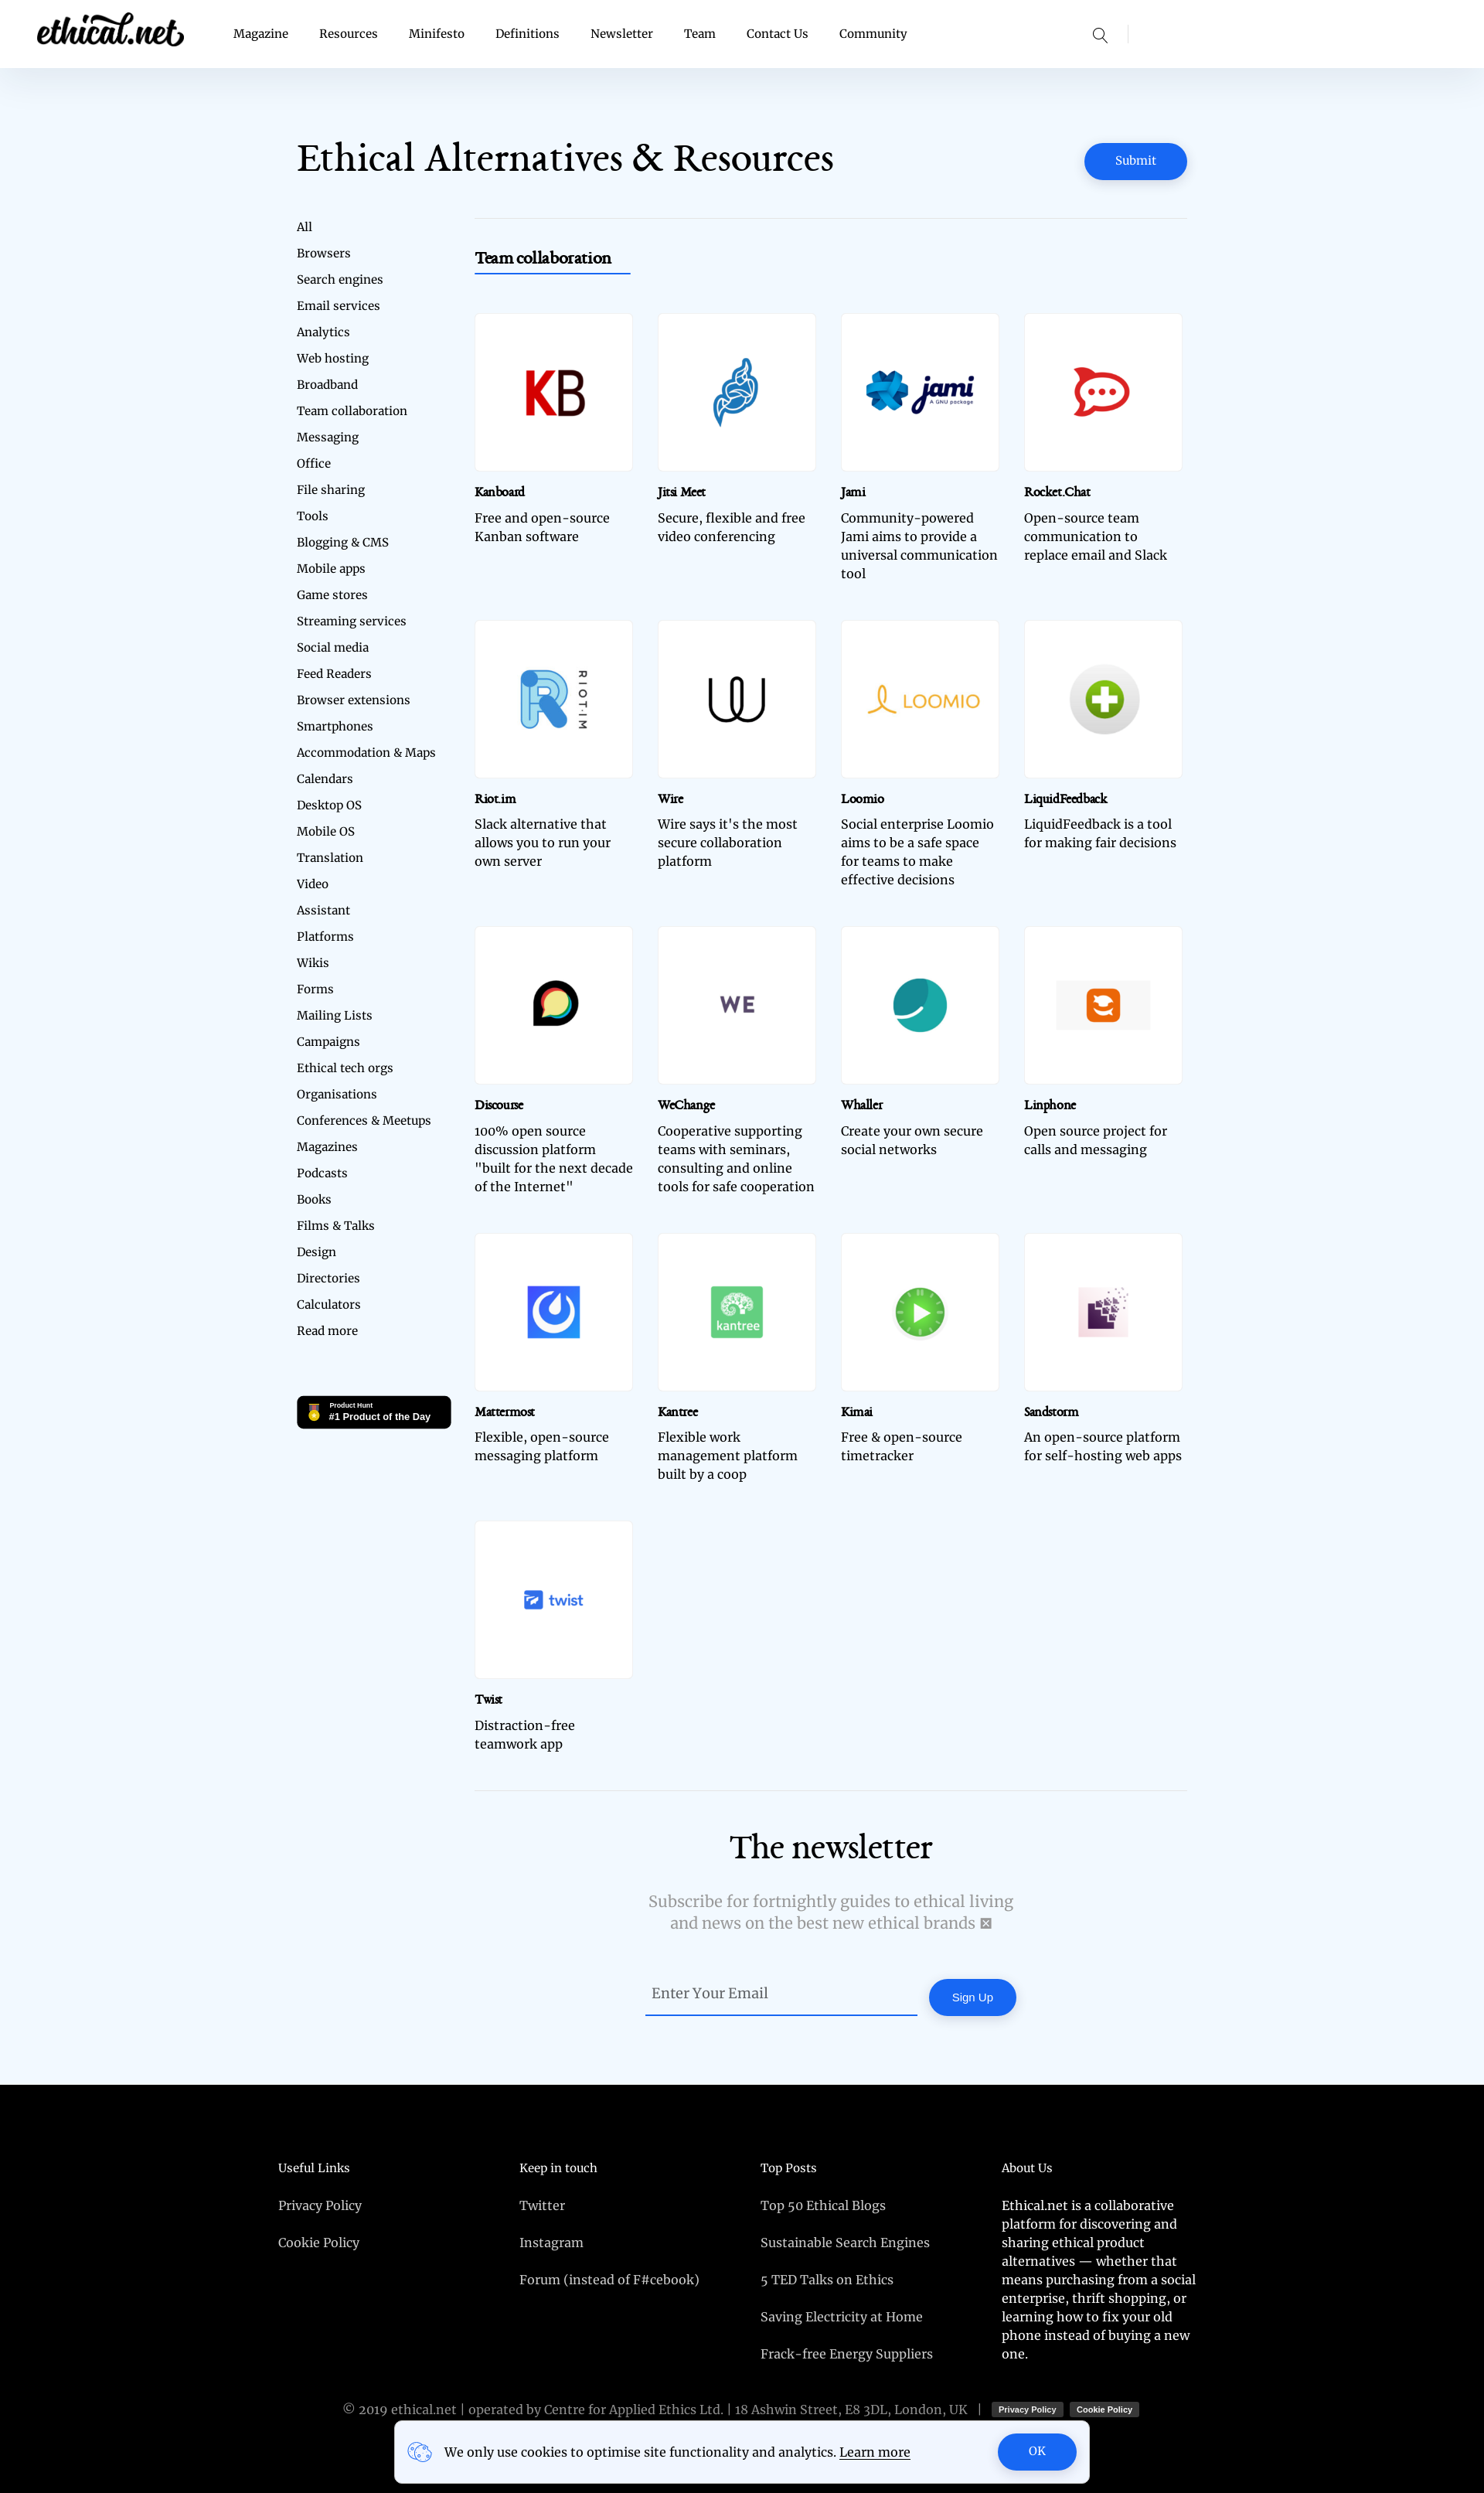 ethical.net
Magazine
Resources
Minifesto
Definitions
Newsletter
Team
Contact Us
Community
Ethical Alternatives & Resources
Submit
All
Browsers
Search engines
Email services
Analytics
Web hosting
Broadband
Team collaboration
Messaging
Office
File sharing
Tools
Blogging & CMS
Mobile apps
Game stores
Streaming services
Social media
Feed Readers
Browser extensions
Smartphones
Accommodation & Maps
Calendars
Desktop OS
Mobile OS
Translation
Video
Assistant
Platforms
Wikis
Forms
Mailing Lists
Campaigns
Ethical tech orgs
Organisations
Conferences & Meetups
Magazines
Podcasts
Books
Films & Talks
Design
Directories
Calculators
Read more
Product Hunt
#1 Product of the Day
Team collaboration
KB
Kanboard
Free and open-source
Kanban software
Jitsi Meet
Secure, flexible and free
video conferencing
jami
A GNU package
Jami
Community-powered
Jami aims to provide a
universal communication
tool
Rocket.Chat
Open-source team
communication to
replace email and Slack
RIOT.IM
Riot.im
Slack alternative that
allows you to run your
own server
Wire
Wire says it's the most
secure collaboration
platform
LOOMIO
Loomio
Social enterprise Loomio
aims to be a safe space
for teams to make
effective decisions
LiquidFeedback
LiquidFeedback is a tool
for making fair decisions
Discourse
100% open source
discussion platform
"built for the next decade
of the Internet"
WE
WeChange
Cooperative supporting
teams with seminars,
consulting and online
tools for safe cooperation
Whaller
Create your own secure
social networks
Linphone
Open source project for
calls and messaging
Mattermost
Flexible, open-source
messaging platform
kantree
Kantree
Flexible work
management platform
built by a coop
Kimai
Free & open-source
timetracker
Sandstorm
An open-source platform
for self-hosting web apps
twist
Twist
Distraction-free
teamwork app
The newsletter
Subscribe for fortnightly guides to ethical living
and news on the best new ethical brands
Enter Your Email
Sign Up
Useful Links
Privacy Policy
Cookie Policy
Keep in touch
Twitter
Instagram
Forum (instead of F#cebook)
Top Posts
Top 50 Ethical Blogs
Sustainable Search Engines
5 TED Talks on Ethics
Saving Electricity at Home
Frack-free Energy Suppliers
About Us
Ethical.net is a collaborative
platform for discovering and
sharing ethical product
alternatives — whether that
means purchasing from a social
enterprise, thrift shopping, or
learning how to fix your old
phone instead of buying a new
one.
© 2019 ethical.net | operated by Centre for Applied Ethics Ltd. | 18 Ashwin Street, E8 3DL, London, UK | Privacy Policy Cookie Policy
We only use cookies to optimise site functionality and analytics. Learn more
OK